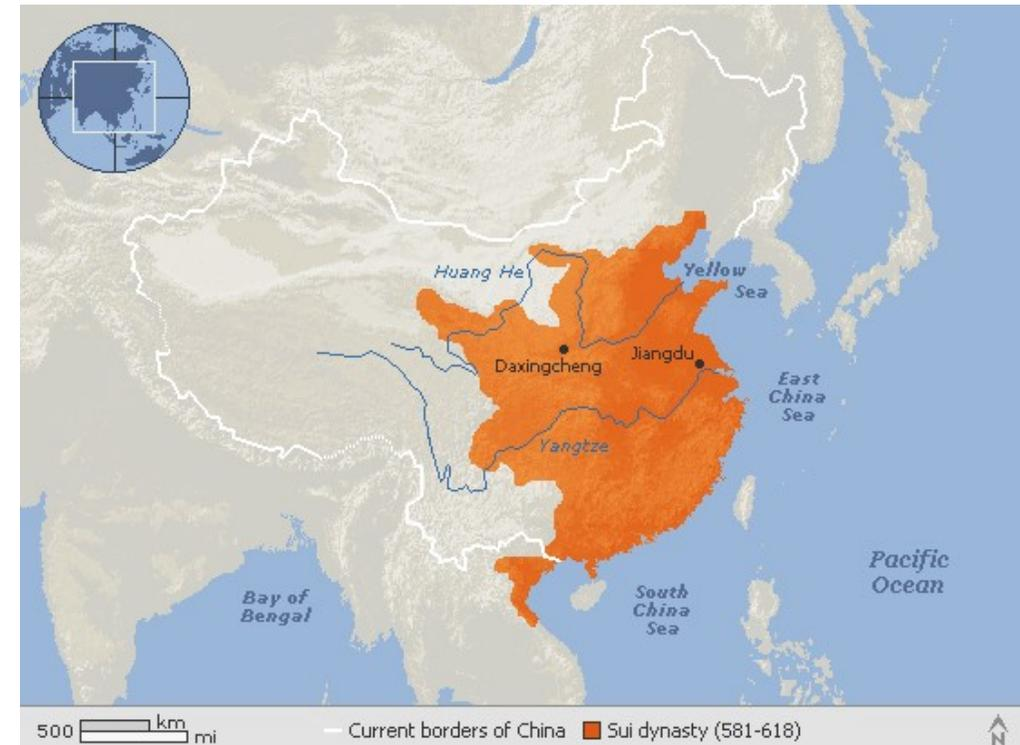 Huang He
Yellow
Sea
Daxingcheng
Jiangdu
East
China
Sea
Yangtze
Pacific
Ocean
Bay of
Bengal
South
China
Sea
500 km
mi
Current borders of China
Sui dynasty (581-618)
N